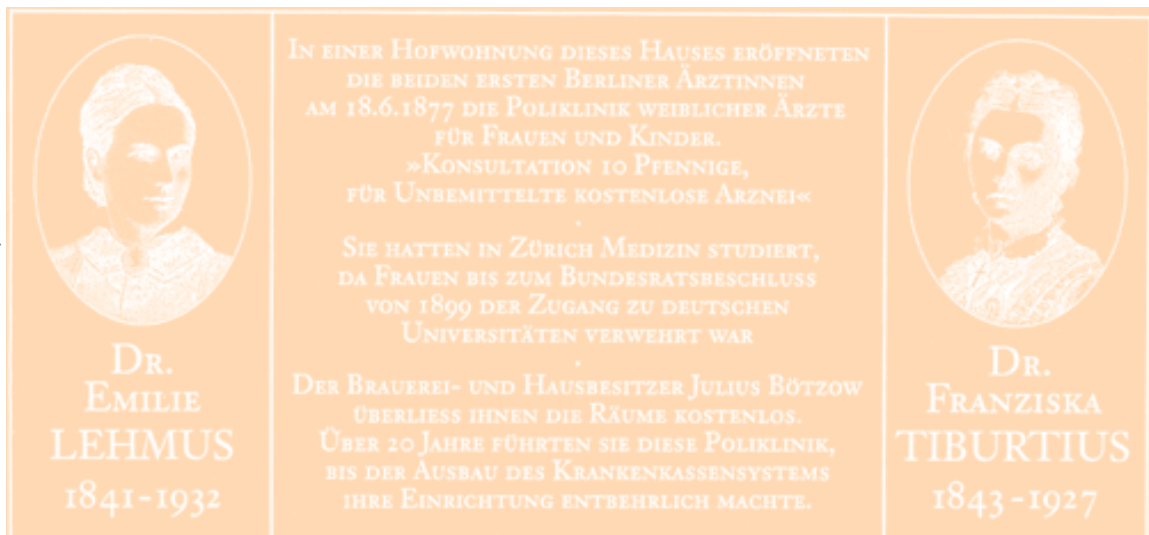 Dr.
Emilie
LEHMUS
1841-1932
In einer Hofwohnung dieses Hauses eröffneten
die beiden ersten Berliner Ärztinnen
am 18.6.1877 die Poliklinik weiblicher Ärzte
für Frauen und Kinder.
»Konsultation 10 Pfennige,
für Unbemittelte kostenlose Arznei«
·
Sie hatten in Zürich Medizin studiert,
da Frauen bis zum Bundesratsbeschluss
von 1899 der Zugang zu deutschen
Universitäten verwehrt war
·
Der Brauerei- und Hausbesitzer Julius Bötzow
überliess ihnen die Räume kostenlos.
Über 20 Jahre führten sie diese Poliklinik,
bis der Ausbau des Krankenkassensystems
ihre Einrichtung entbehrlich machte.
Dr.
Franziska
TIBURTIUS
1843-1927